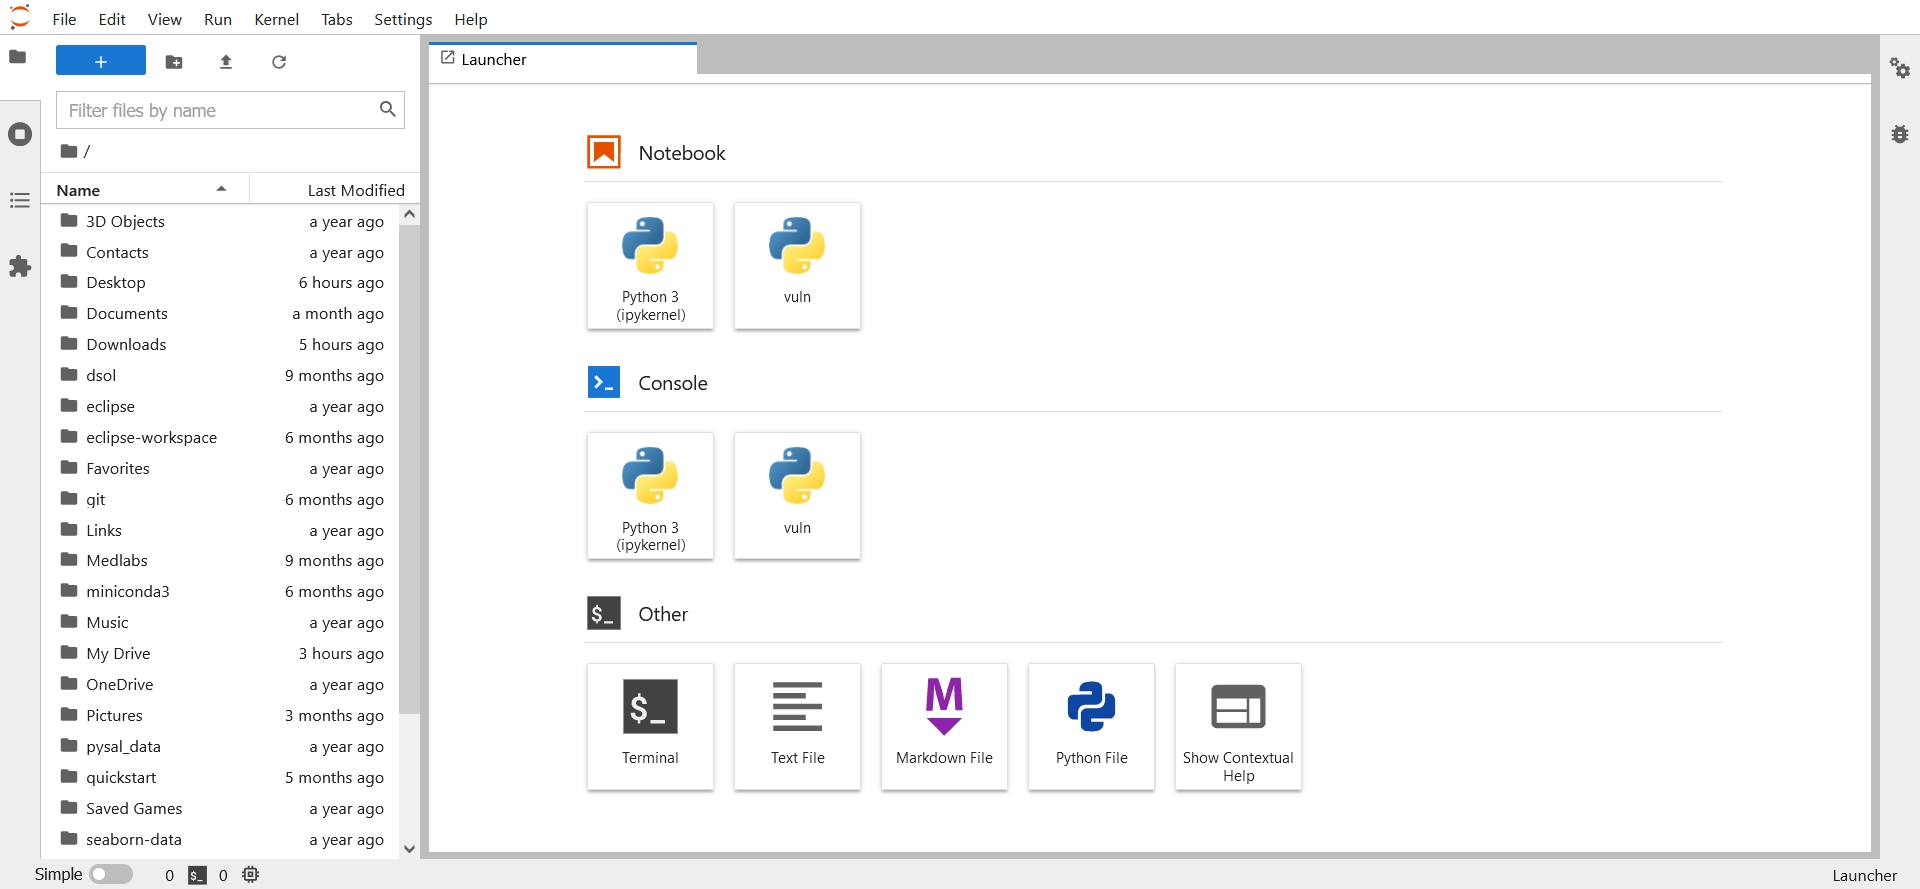 File Edit View Run Kernel Tabs Settings Help
+
Filter files by name
/
Name Last Modified
3D Objects a year ago
Contacts a year ago
Desktop 6 hours ago
Documents a month ago
Downloads 5 hours ago
dsol 9 months ago
eclipse a year ago
eclipse-workspace 6 months ago
Favorites a year ago
git 6 months ago
Links a year ago
Medlabs 9 months ago
miniconda3 6 months ago
Music a year ago
My Drive 3 hours ago
OneDrive a year ago
Pictures 3 months ago
pysal_data a year ago
quickstart 5 months ago
Saved Games a year ago
seaborn-data a year ago
Launcher
Notebook
Python 3
(ipykernel)
vuln
Console
Python 3
(ipykernel)
vuln
$_ Other
$_
Terminal
Text File
M
Markdown File
Python File
Show Contextual
Help
Simple 0 $_ 0
Launcher